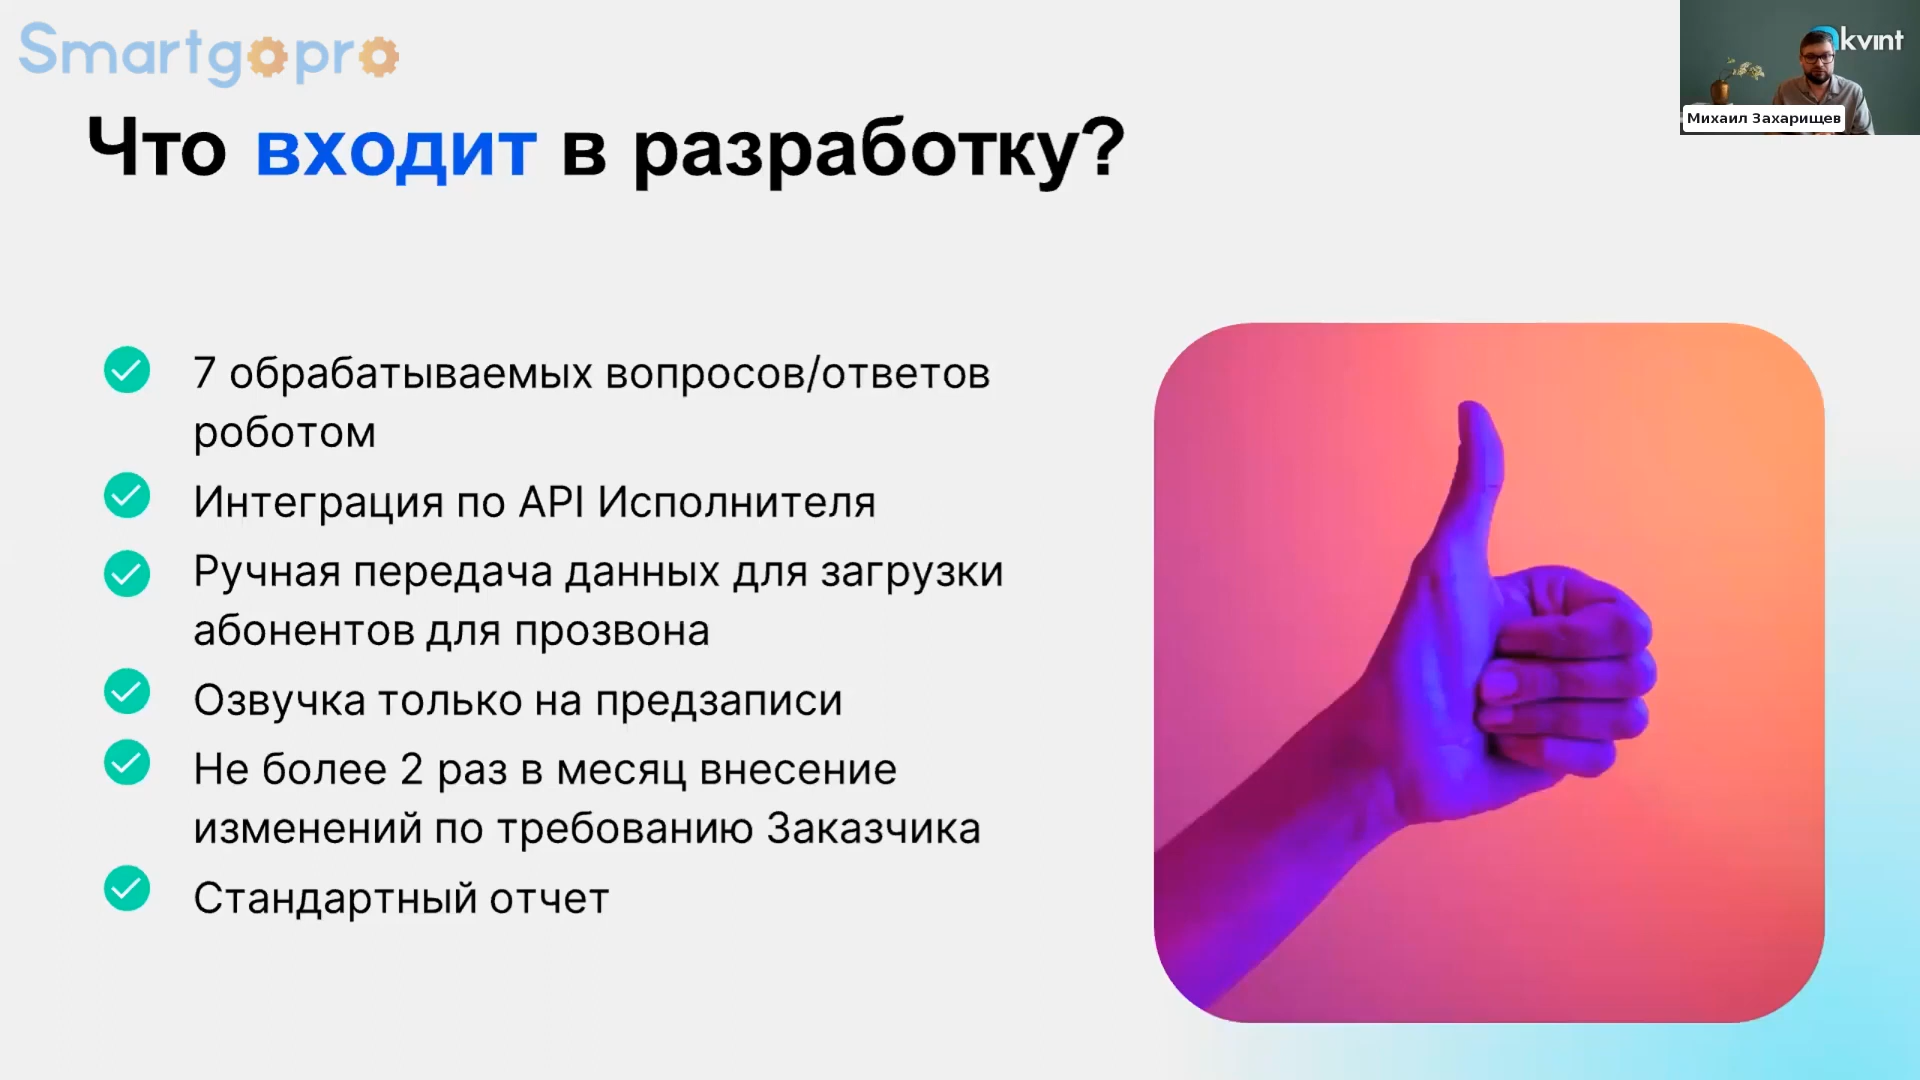 Smartgopro
kvint
Михаил Захарищев
Что входит в разработку?
7 обрабатываемых вопросов/ответов
роботом
Интеграция по API Исполнителя
Ручная передача данных для загрузки
абонентов для прозвона
Озвучка только на предзаписи
Не более 2 раз в месяц внесение
изменений по требованию Заказчика
Стандартный отчет